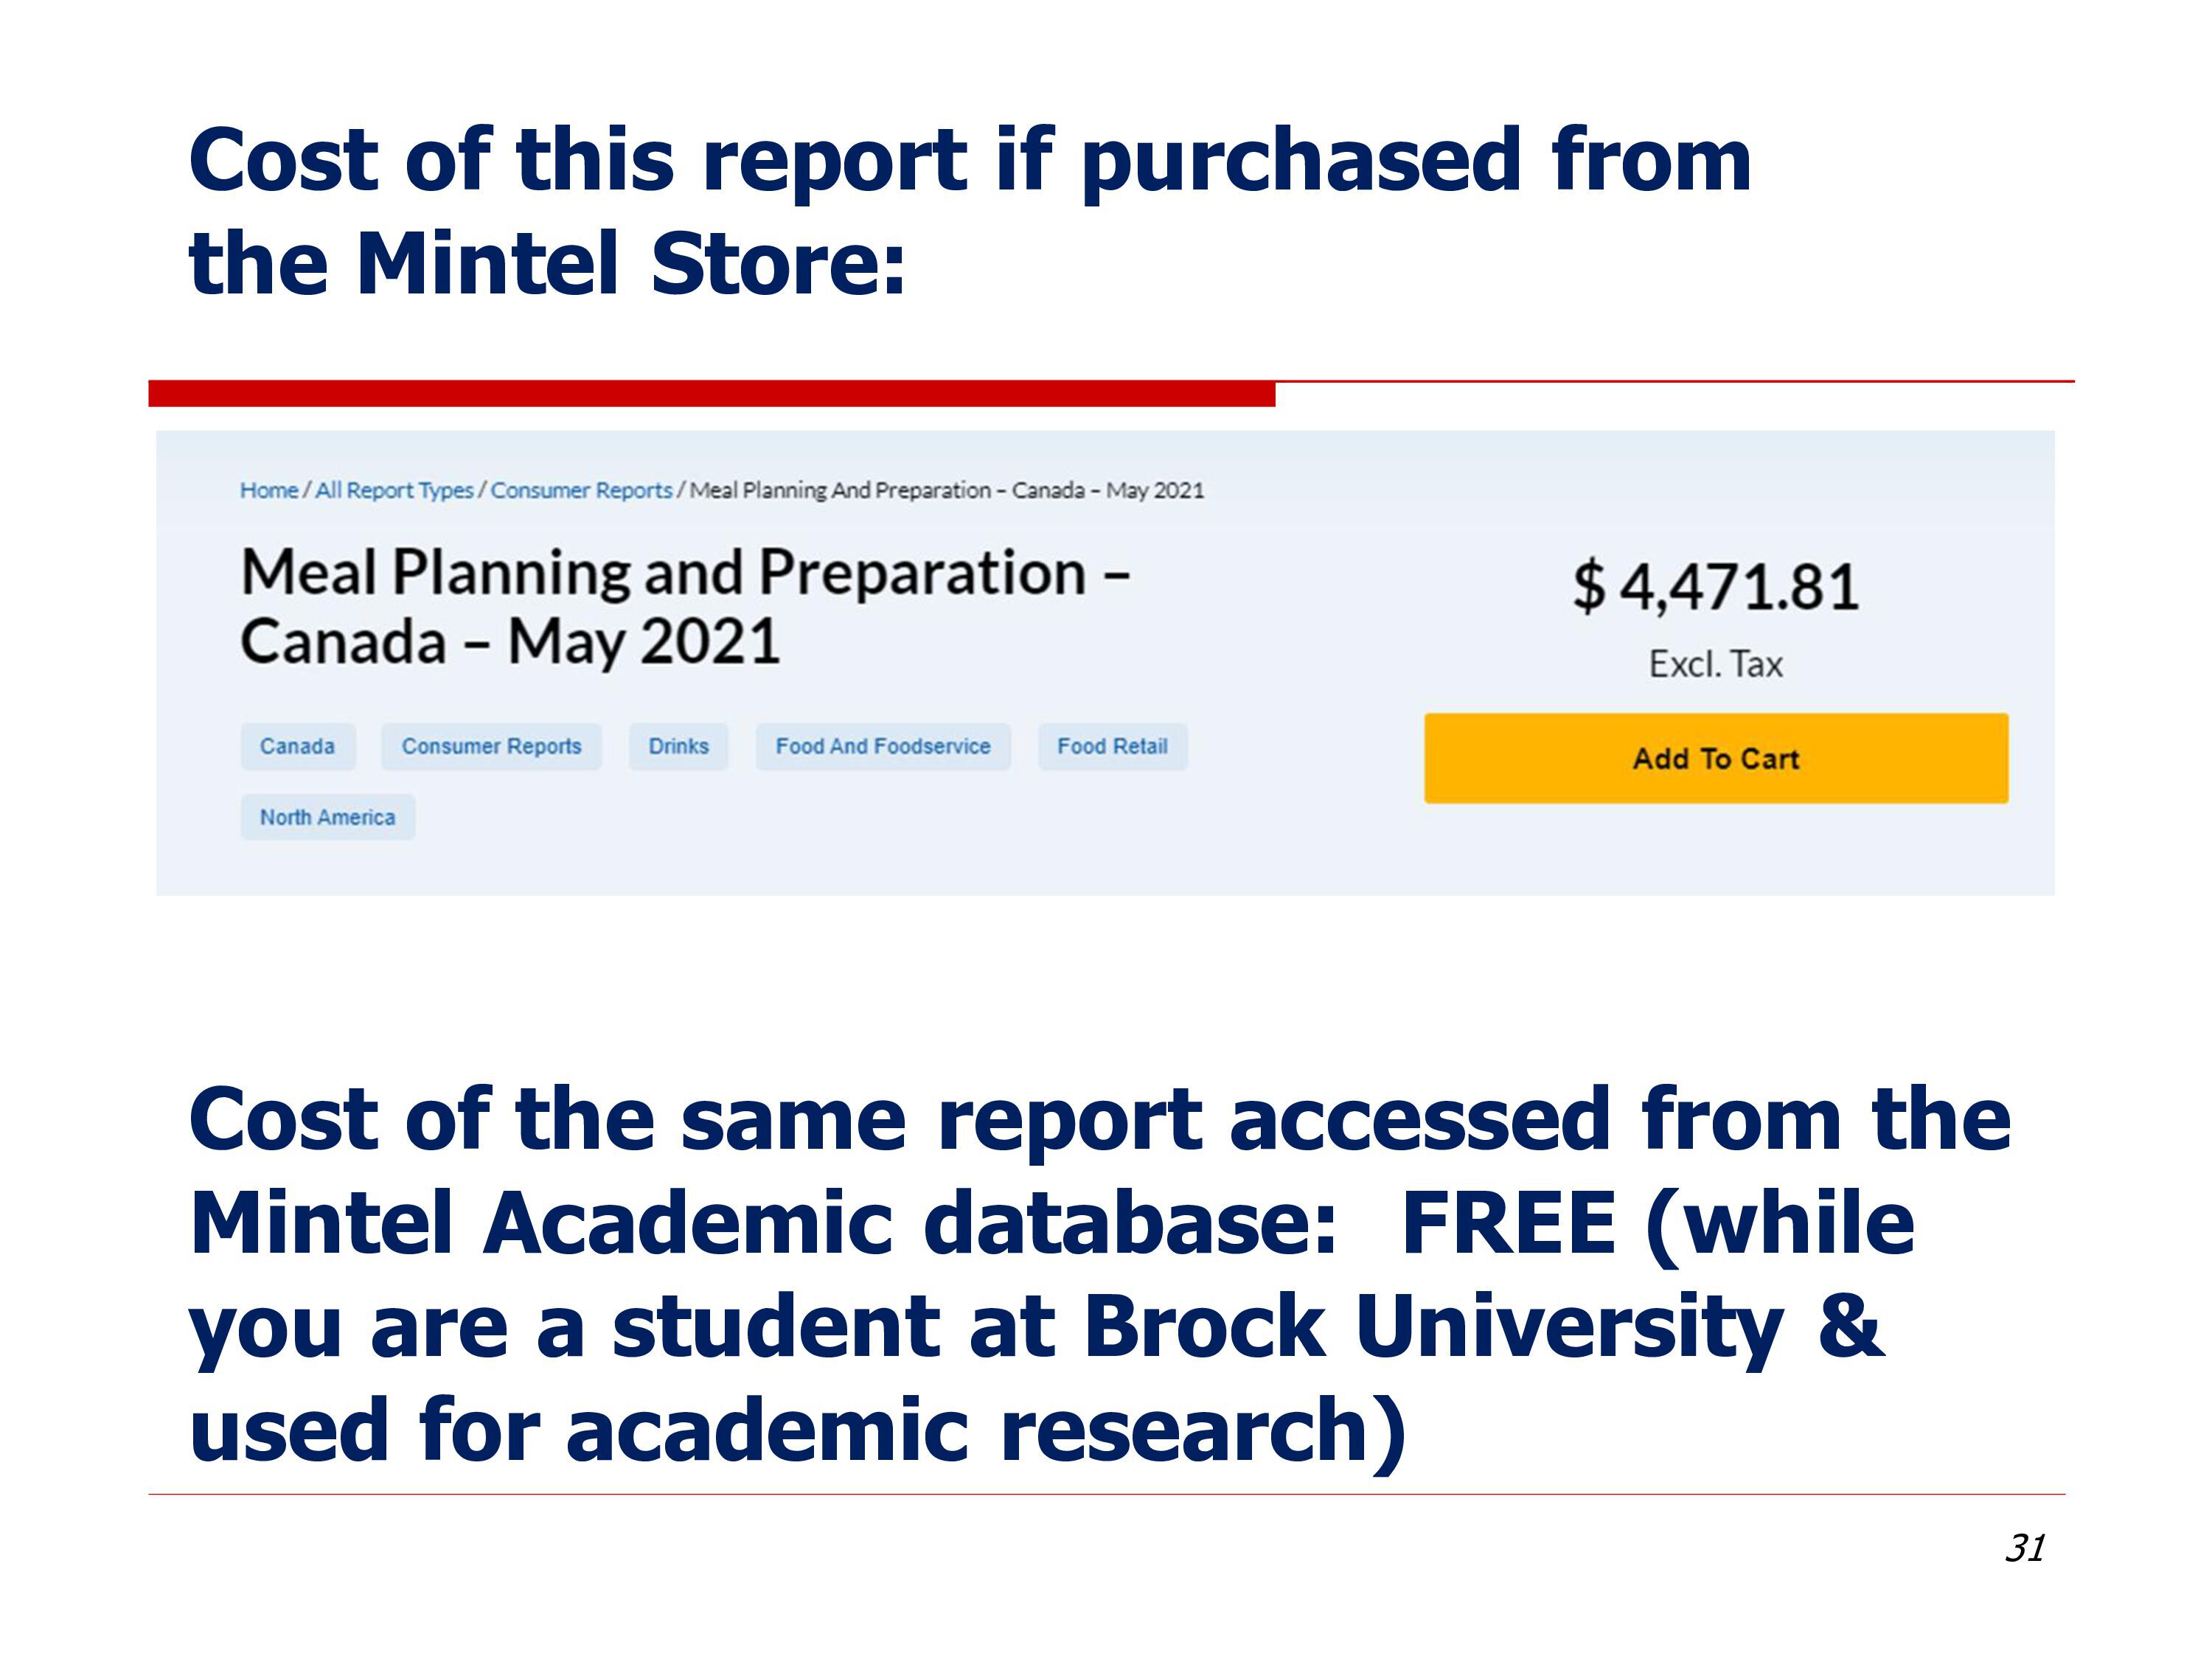 Cost of this report if purchased from
the Mintel Store:
Home / All Report Types / Consumer Reports / Meal Planning And Preparation – Canada – May 2021
Meal Planning and Preparation –
Canada – May 2021
$ 4,471.81
Excl. Tax
Canada Consumer Reports Drinks Food And Foodservice Food Retail
Add To Cart
North America
Cost of the same report accessed from the
Mintel Academic database:  FREE (while
you are a student at Brock University &
used for academic research)
31